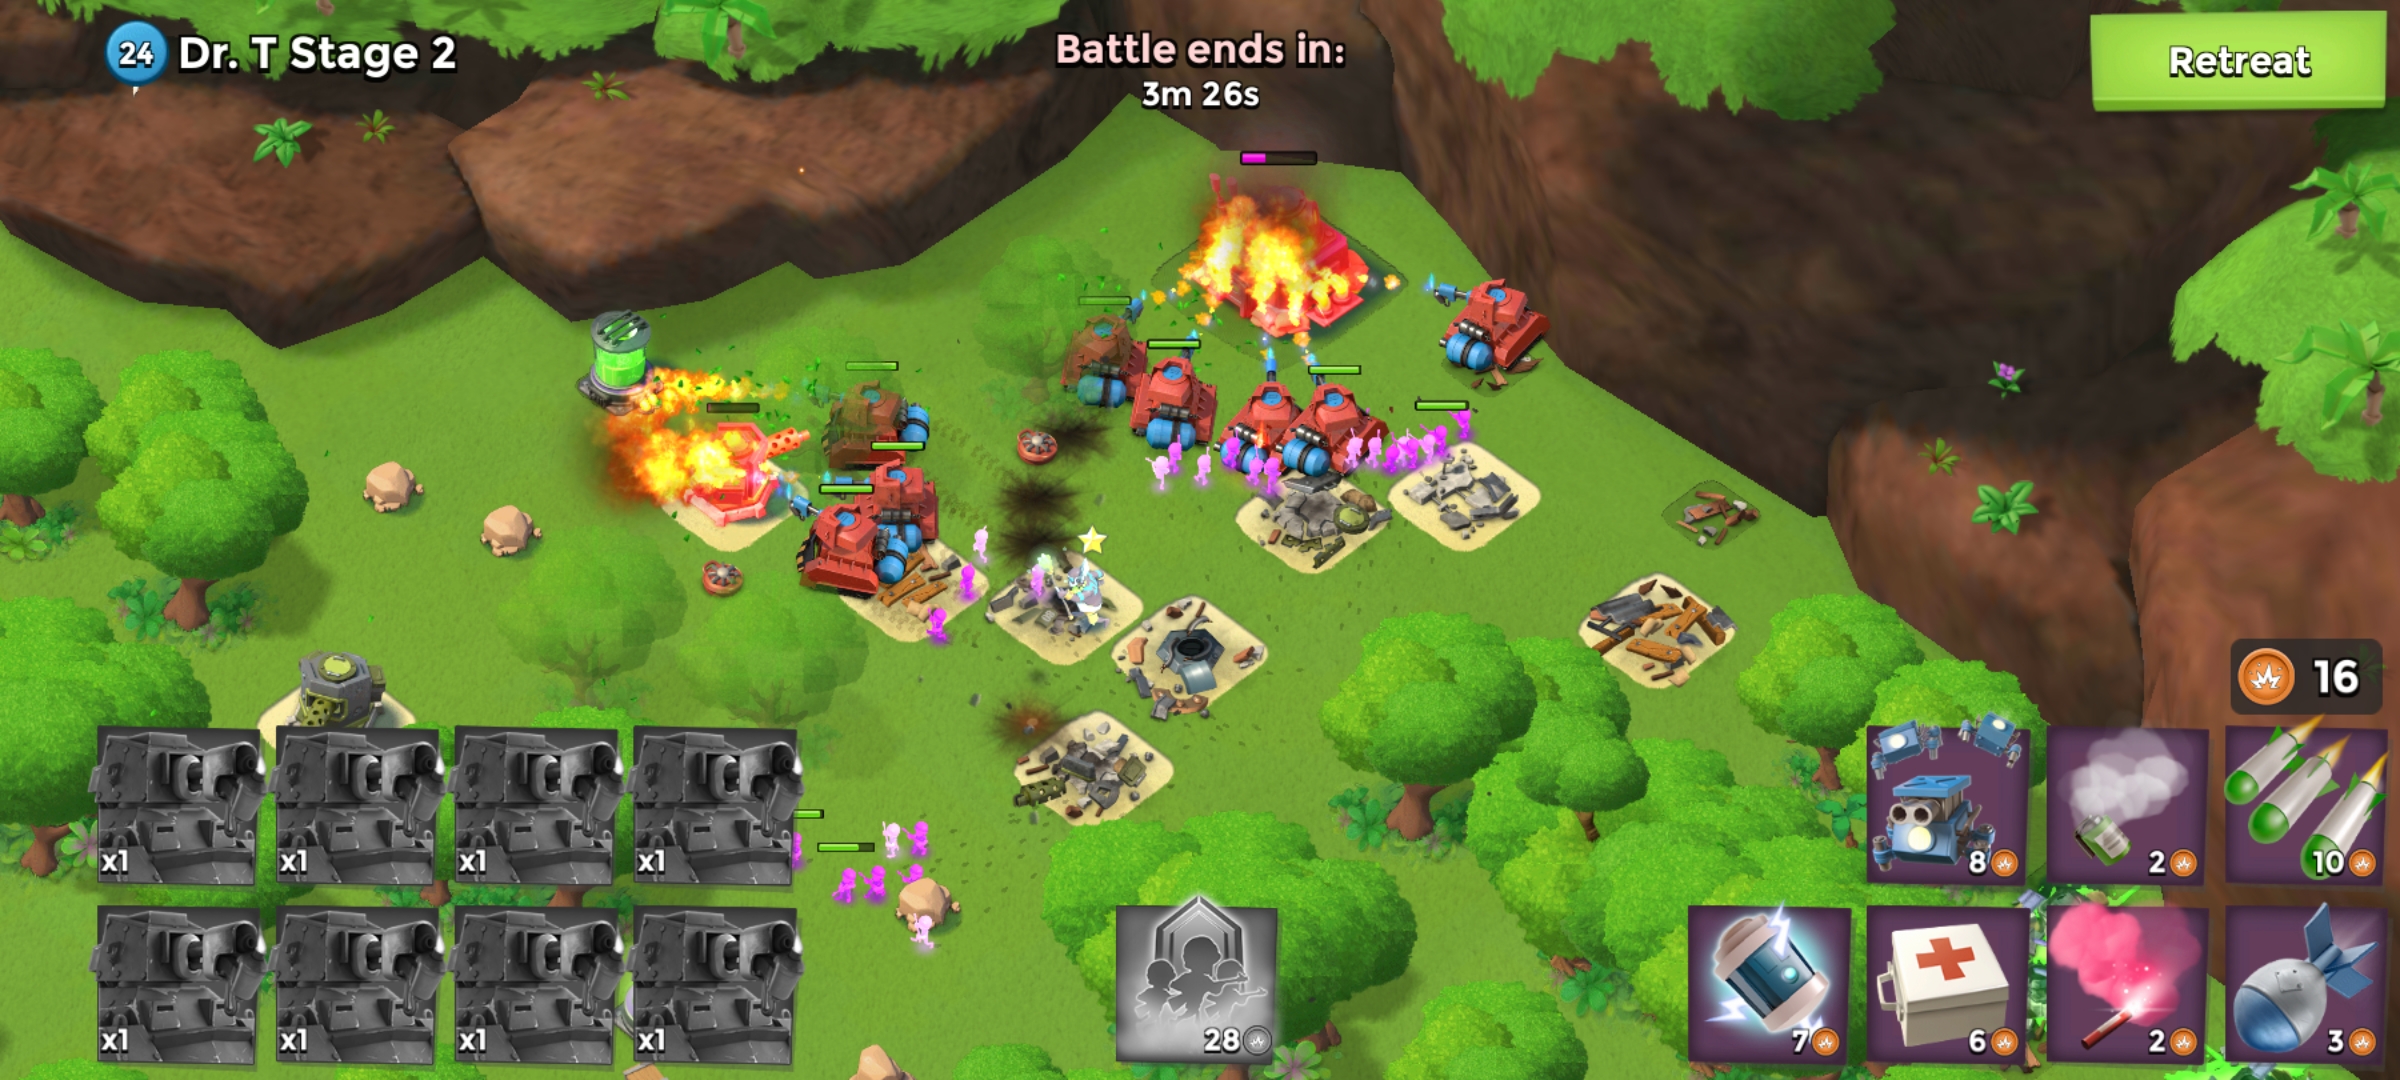 24 Dr. T Stage 2
Battle ends in:
3m 26s
Retreat
16
x1 x1 x1 x1
8 2 10
x1 x1 x1 x1
28
7 6 2 3